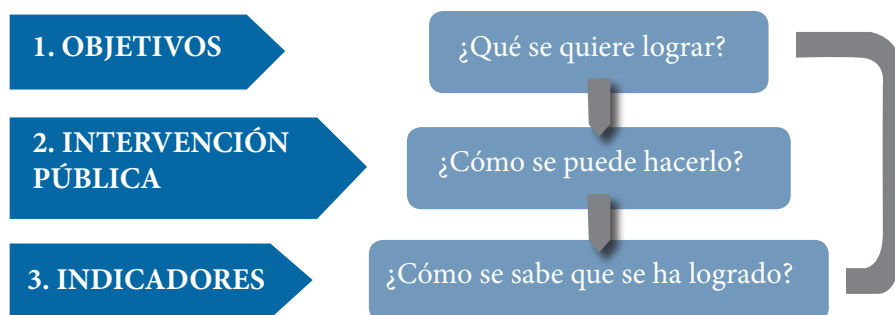 1. OBJETIVOS
¿Qué se quiere lograr?
2. INTERVENCIÓN
PÚBLICA
¿Cómo se puede hacerlo?
3. INDICADORES
¿Cómo se sabe que se ha logrado?